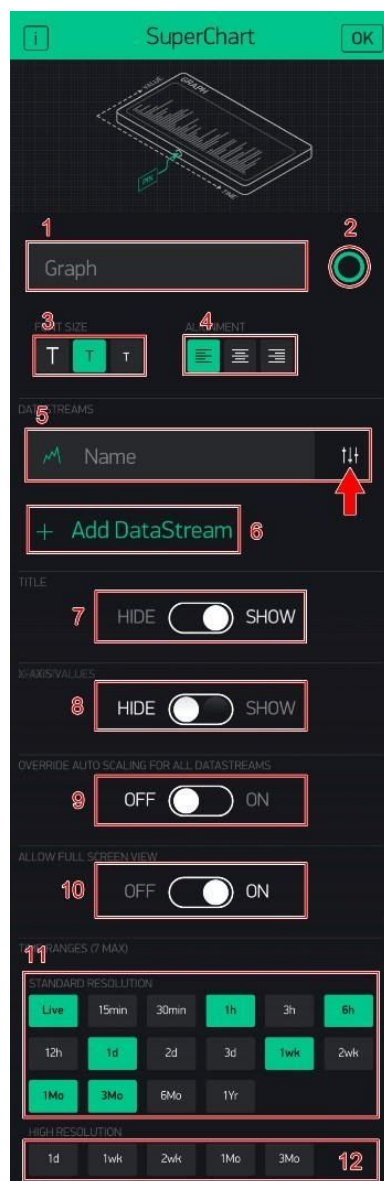 i SuperChart OK
VALUE
GRAPH
PIN
TIME
1 2
Graph
3 4
FONT SIZE ALIGNMENT
T T T
DATASTREAMS
5
Name
+ Add DataStream 6
TITLE
7 HIDE SHOW
X-AXIS VALUES
8 HIDE SHOW
OVERRIDE AUTO SCALING FOR ALL DATASTREAMS
9 OFF ON
ALLOW FULL SCREEN VIEW
10 OFF ON
TIME RANGES (7 MAX)
11
STANDARD RESOLUTION
Live 15min 30min 1h 3h 6h
12h 1d 2d 3d 1wk 2wk
1Mo 3Mo 6Mo 1Yr
HIGH RESOLUTION
1d 1wk 2wk 1Mo 3Mo 12